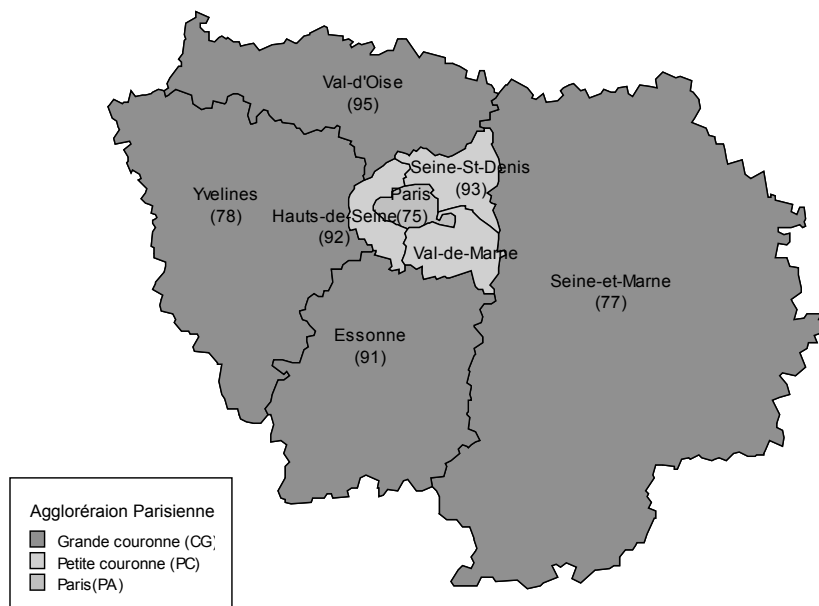 Val-d'Oise
(95)
Seine-St-Denis
(93)
Yvelines
(78)
Paris
(75)
Hauts-de-Seine
(92)
Val-de-Marne
Seine-et-Marne
(77)
Essonne
(91)
Aggloréraion Parisienne
Grande couronne (CG)
Petite couronne (PC)
Paris(PA)